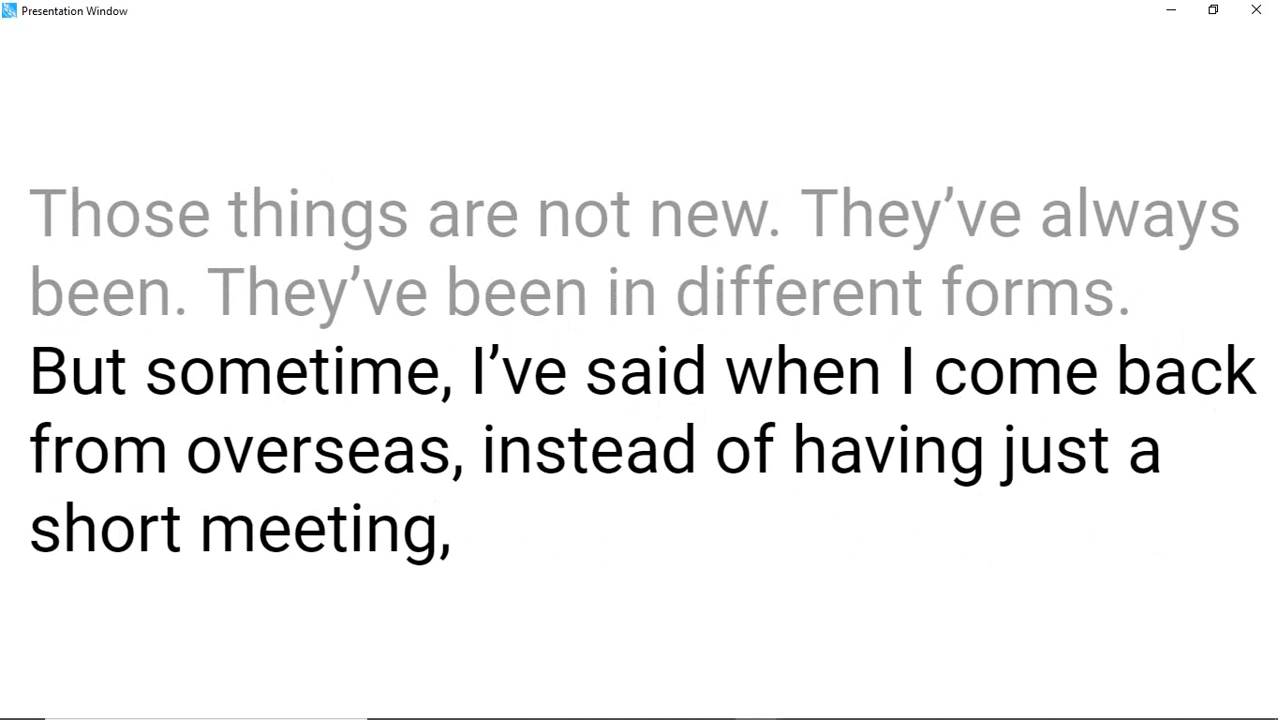 Presentation Window
Those things are not new. They’ve always
been. They’ve been in different forms.
But sometime, I’ve said when I come back
from overseas, instead of having just a
short meeting,